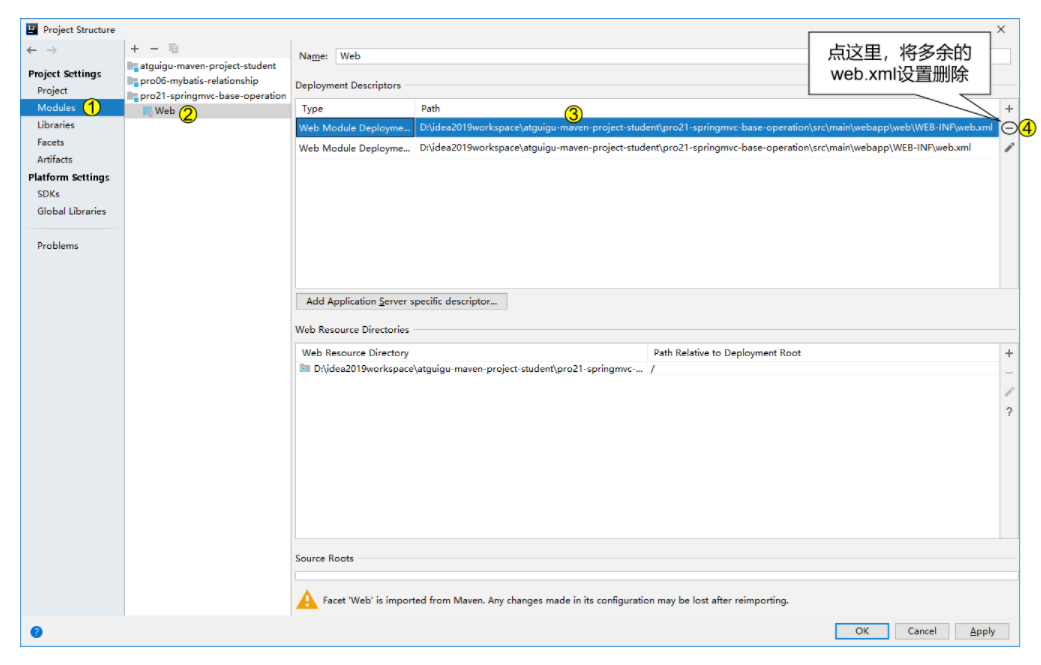 Project Structure
点这里，将多余的
web.xml设置删除
Project Settings
Project
Modules ①
Libraries
Facets
Artifacts
Platform Settings
SDKs
Global Libraries
Problems
atguigu-maven-project-student
pro06-mybatis-relationship
pro21-springmvc-base-operation
Web ②
Name: Web
Deployment Descriptors
Type Path
③
Web Module Deployme... D:\idea2019workspace\atguigu-maven-project-student\pro21-springmvc-base-operation\src\main\webapp\web\WEB-INF\web.xml
④
Web Module Deployme... D:\idea2019workspace\atguigu-maven-project-student\pro21-springmvc-base-operation\src\main\webapp\WEB-INF\web.xml
Add Application Server specific descriptor...
Web Resource Directories
Web Resource Directory Path Relative to Deployment Root
D:\idea2019workspace\atguigu-maven-project-student\pro21-springmvc-... /
Source Roots
Facet 'Web' is imported from Maven. Any changes made in its configuration may be lost after reimporting.
OK Cancel Apply